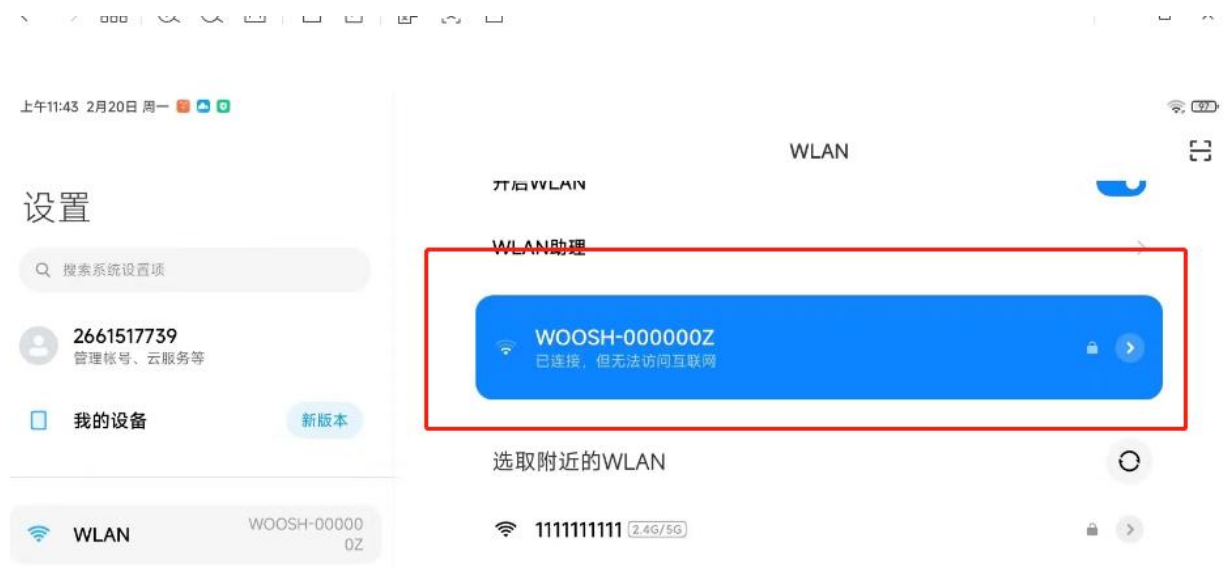 上午11:43 2月20日 周一
97
WLAN
设置
开启WLAN
WLAN助理
搜索系统设置项
WOOSH-000000Z
已连接，但无法访问互联网
2661517739
管理帐号、云服务等
我的设备
新版本
选取附近的WLAN
WLAN
WOOSH-00000
0Z
1111111111 2.4G/5G